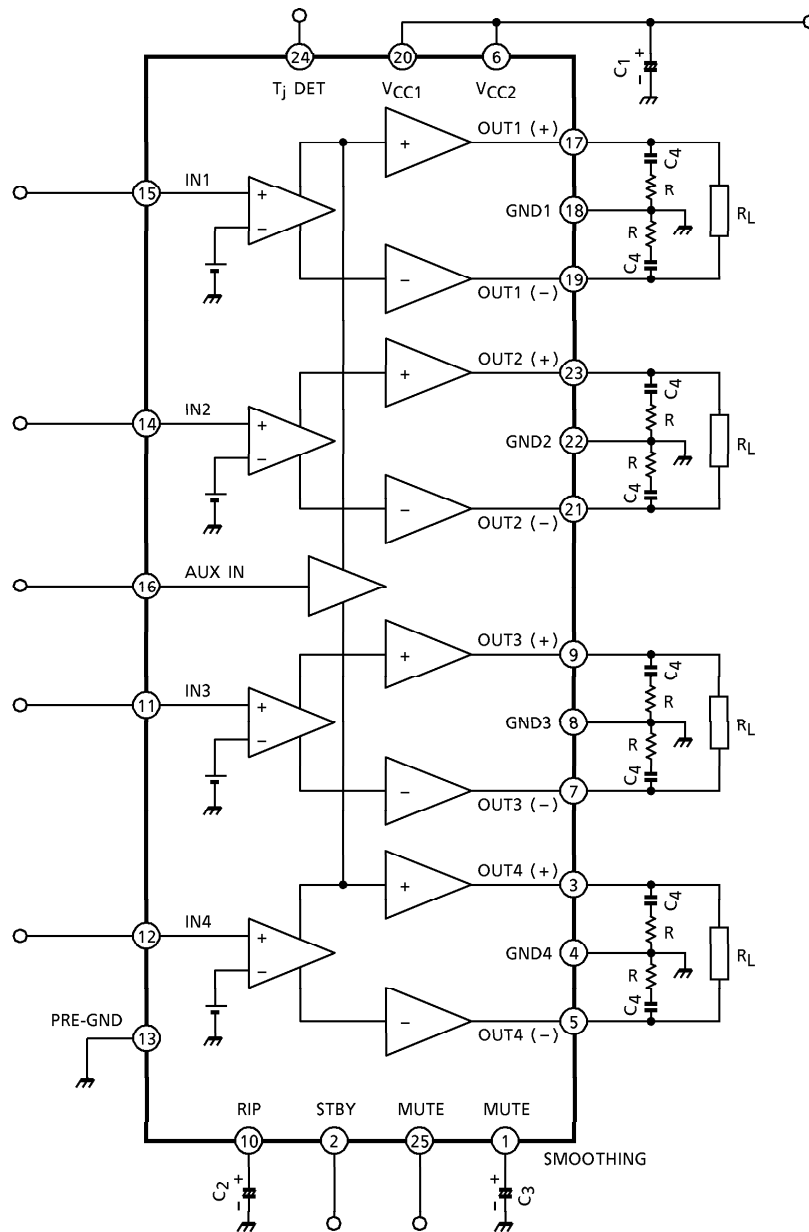 24 20 6 C1 + -
Tj DET VCC1 VCC2
OUT1 (+) 17
+ C4
15 IN1 + R
GND1 18 RL
- R
C4
- 19
OUT1 (-)
OUT2 (+) 23
+ C4
14 IN2 + R
GND2 22 RL
- R
C4
- 21
OUT2 (-)
16 AUX IN
OUT3 (+) 9
+ C4
11 IN3 + R
GND3 8 RL
- R
C4
- 7
OUT3 (-)
OUT4 (+) 3
+ C4
12 IN4 + R
GND4 4 RL
- R
C4
- 5
OUT4 (-)
PRE-GND
13
RIP STBY MUTE MUTE
10 2 25 1
SMOOTHING
C2 + - + - C3